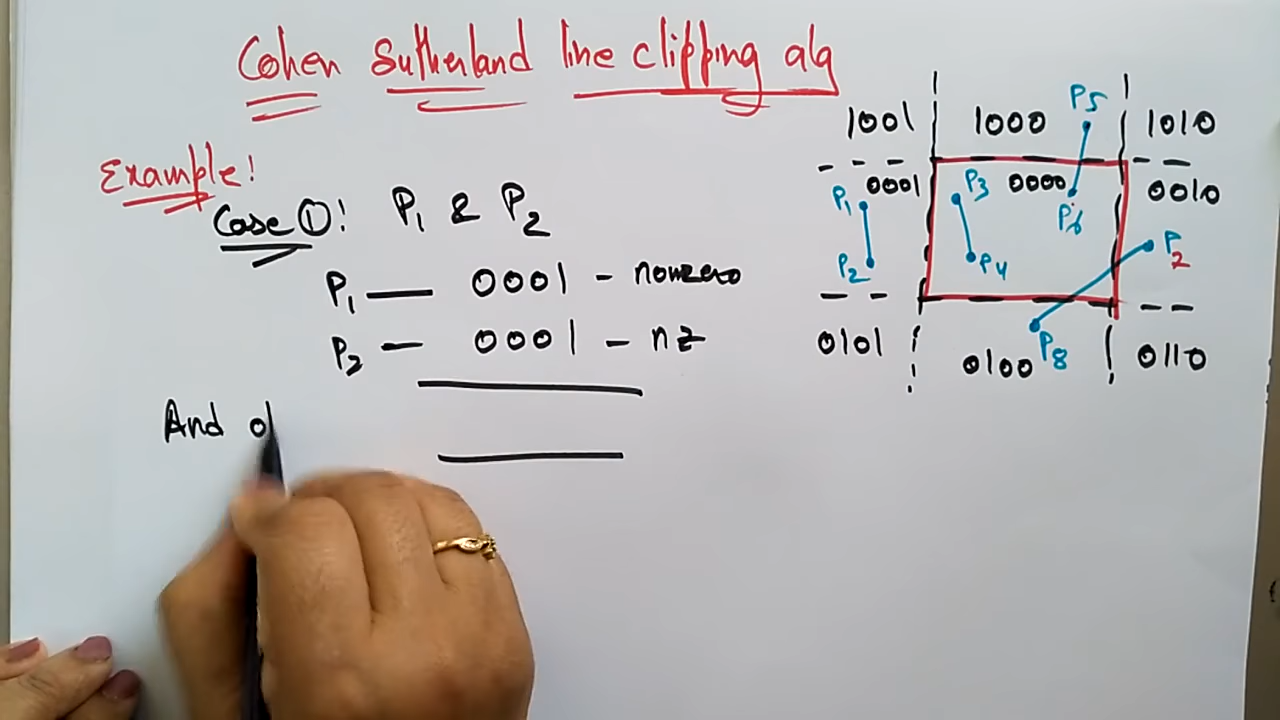 Cohen Sutherland line clipping alg
Example!
Case ①! P1 & P2
P1 — 0001 - nonzero
P2 — 0001 - nz
And o
P5
1001 1000 1010
0001 P3 0000 0010
P1 P6
P2 P4 P2
0101 0100 P8 0110